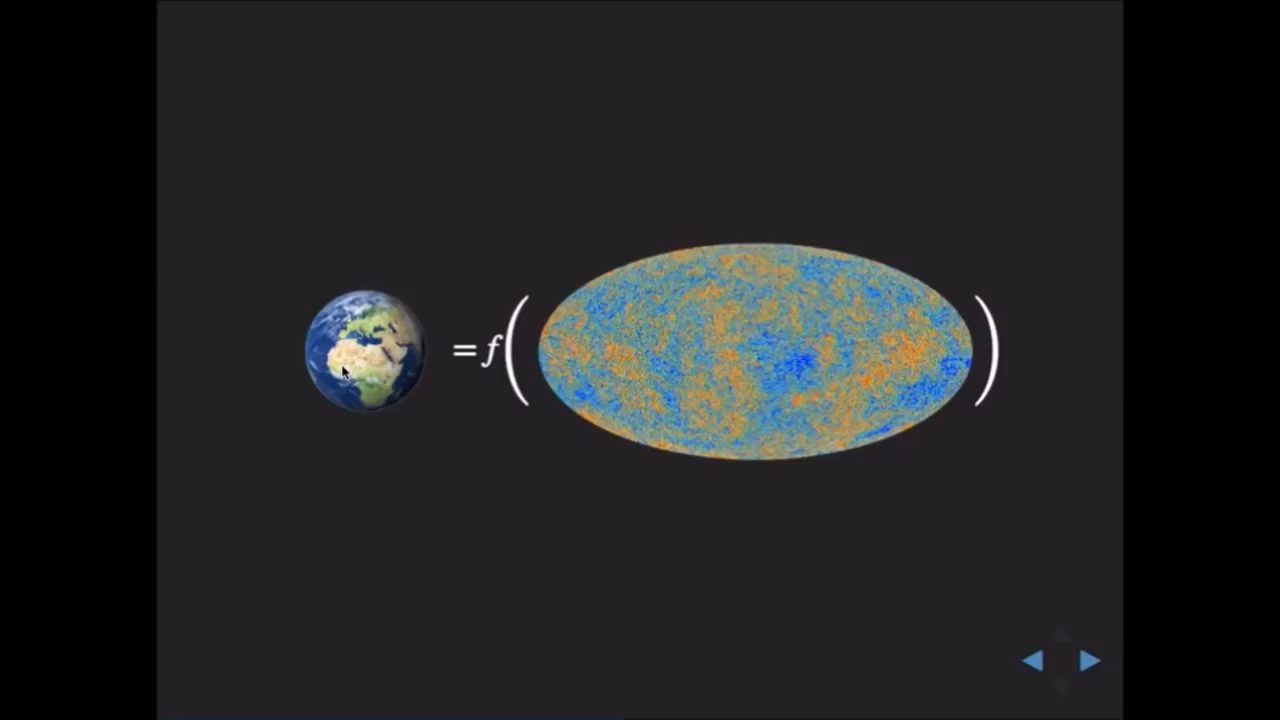 = f ( )